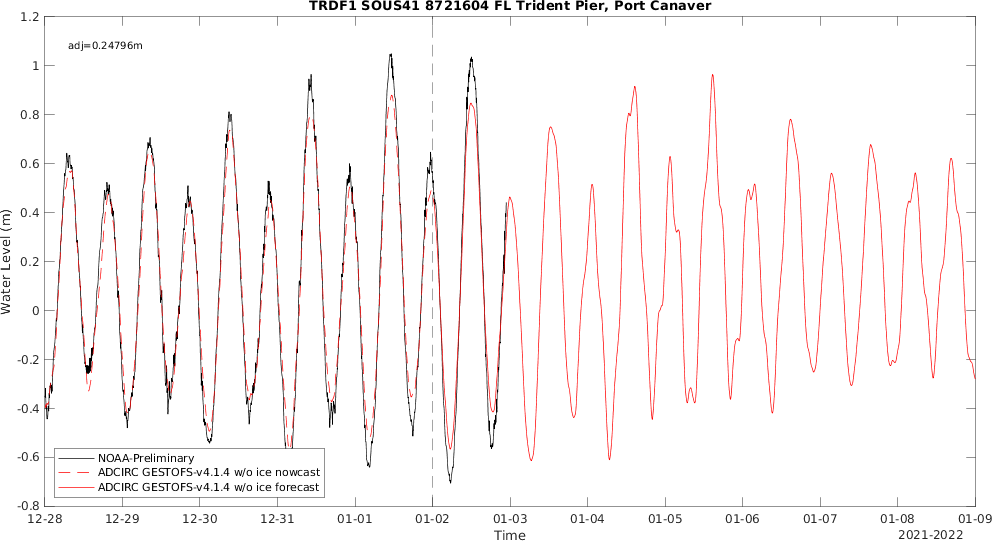 TRDF1 SOUS41 8721604 FL Trident Pier, Port Canaver
adj=0.24796m
1.2
1
0.8
0.6
0.4
0.2
0
-0.2
-0.4
-0.6
-0.8
Water Level (m)
NOAA-Preliminary
ADCIRC GESTOFS-v4.1.4 w/o ice nowcast
ADCIRC GESTOFS-v4.1.4 w/o ice forecast
12-28 12-29 12-30 12-31 01-01 01-02 01-03 01-04 01-05 01-06 01-07 01-08 01-09
Time
2021-2022